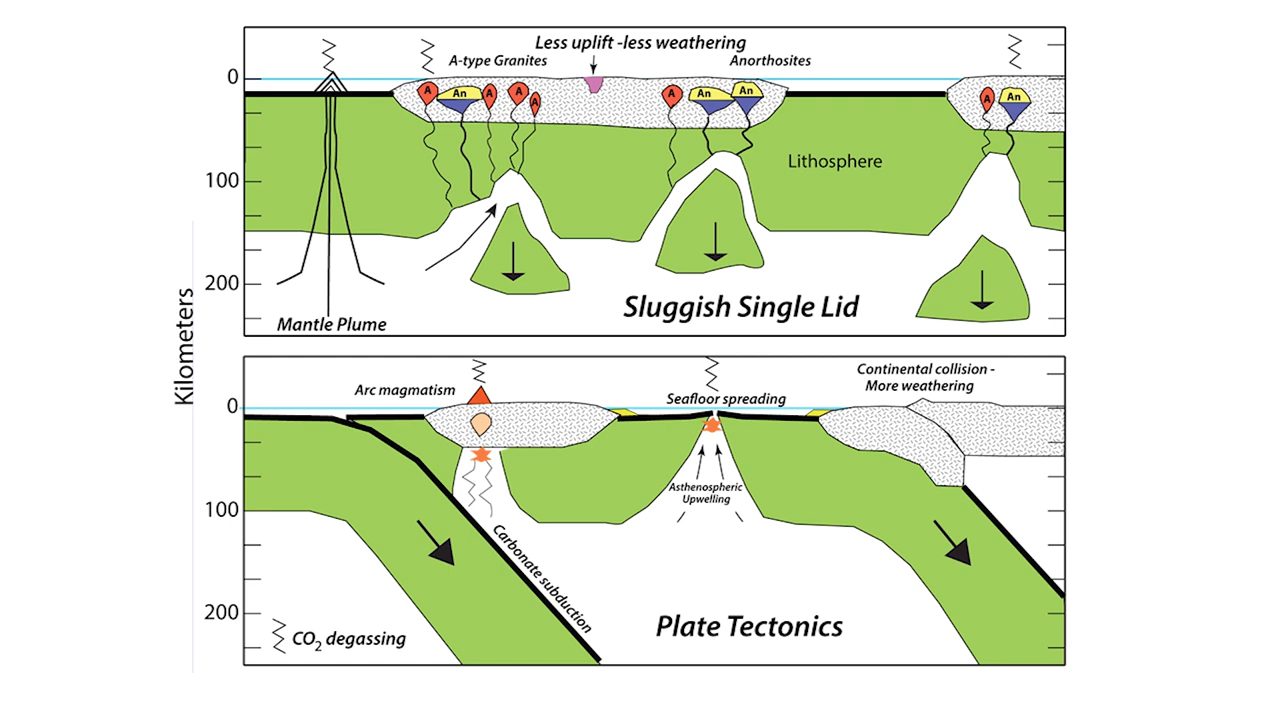 Less uplift -less weathering
A-type Granites
Anorthosites
0
A
An
A
A
A
A
An
An
A
An
Lithosphere
100
200
Sluggish Single Lid
Mantle Plume
Kilometers
Continental collision -
More weathering
Arc magmatism
Seafloor spreading
0
Asthenospheric
Upwelling
100
Carbonate subduction
200
Plate Tectonics
CO2 degassing